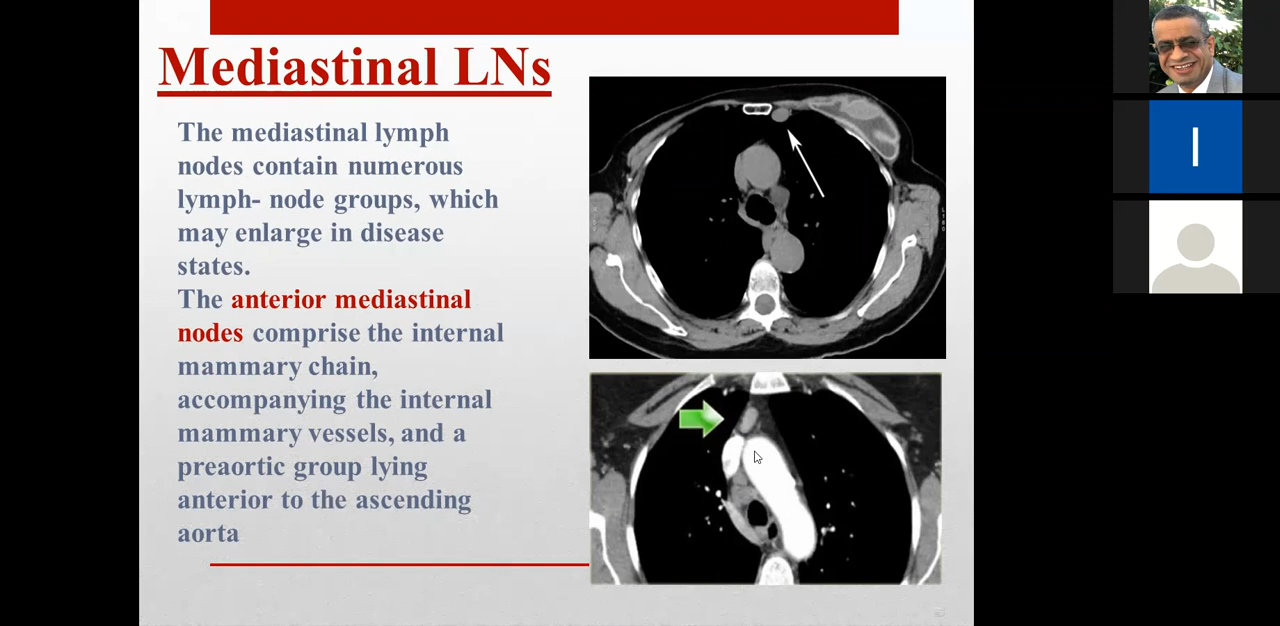 Mediastinal LNs
The mediastinal lymph
nodes contain numerous
lymph- node groups, which
may enlarge in disease
states.
The anterior mediastinal
nodes comprise the internal
mammary chain,
accompanying the internal
mammary vessels, and a
preaortic group lying
anterior to the ascending
aorta
I